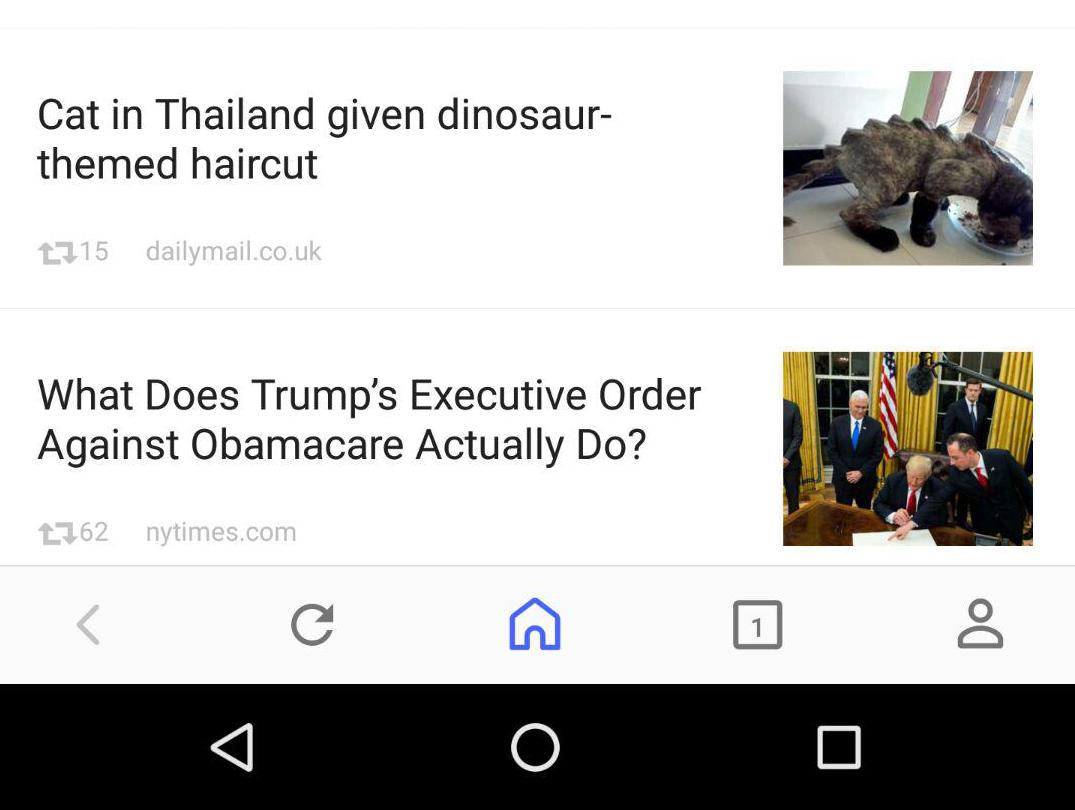 Cat in Thailand given dinosaur-
themed haircut
15 dailymail.co.uk
What Does Trump’s Executive Order
Against Obamacare Actually Do?
62 nytimes.com
1